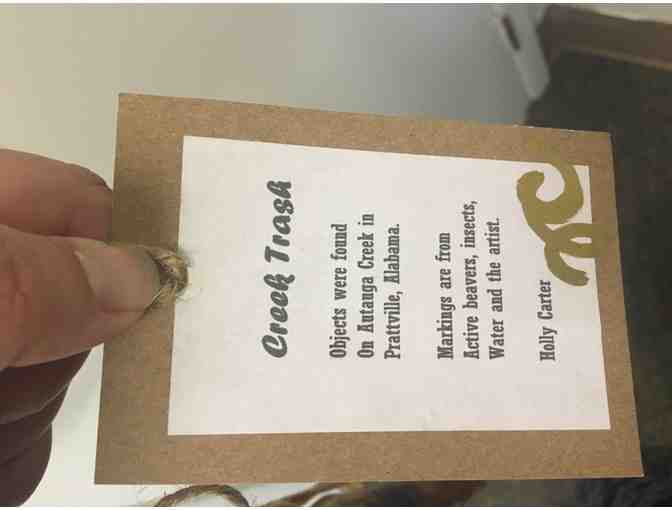 Creek Trash
Objects were found
On Autauga Creek in
Prattville, Alabama.
Markings are from
Active beavers, insects,
Water and the artist.
Holly Carter